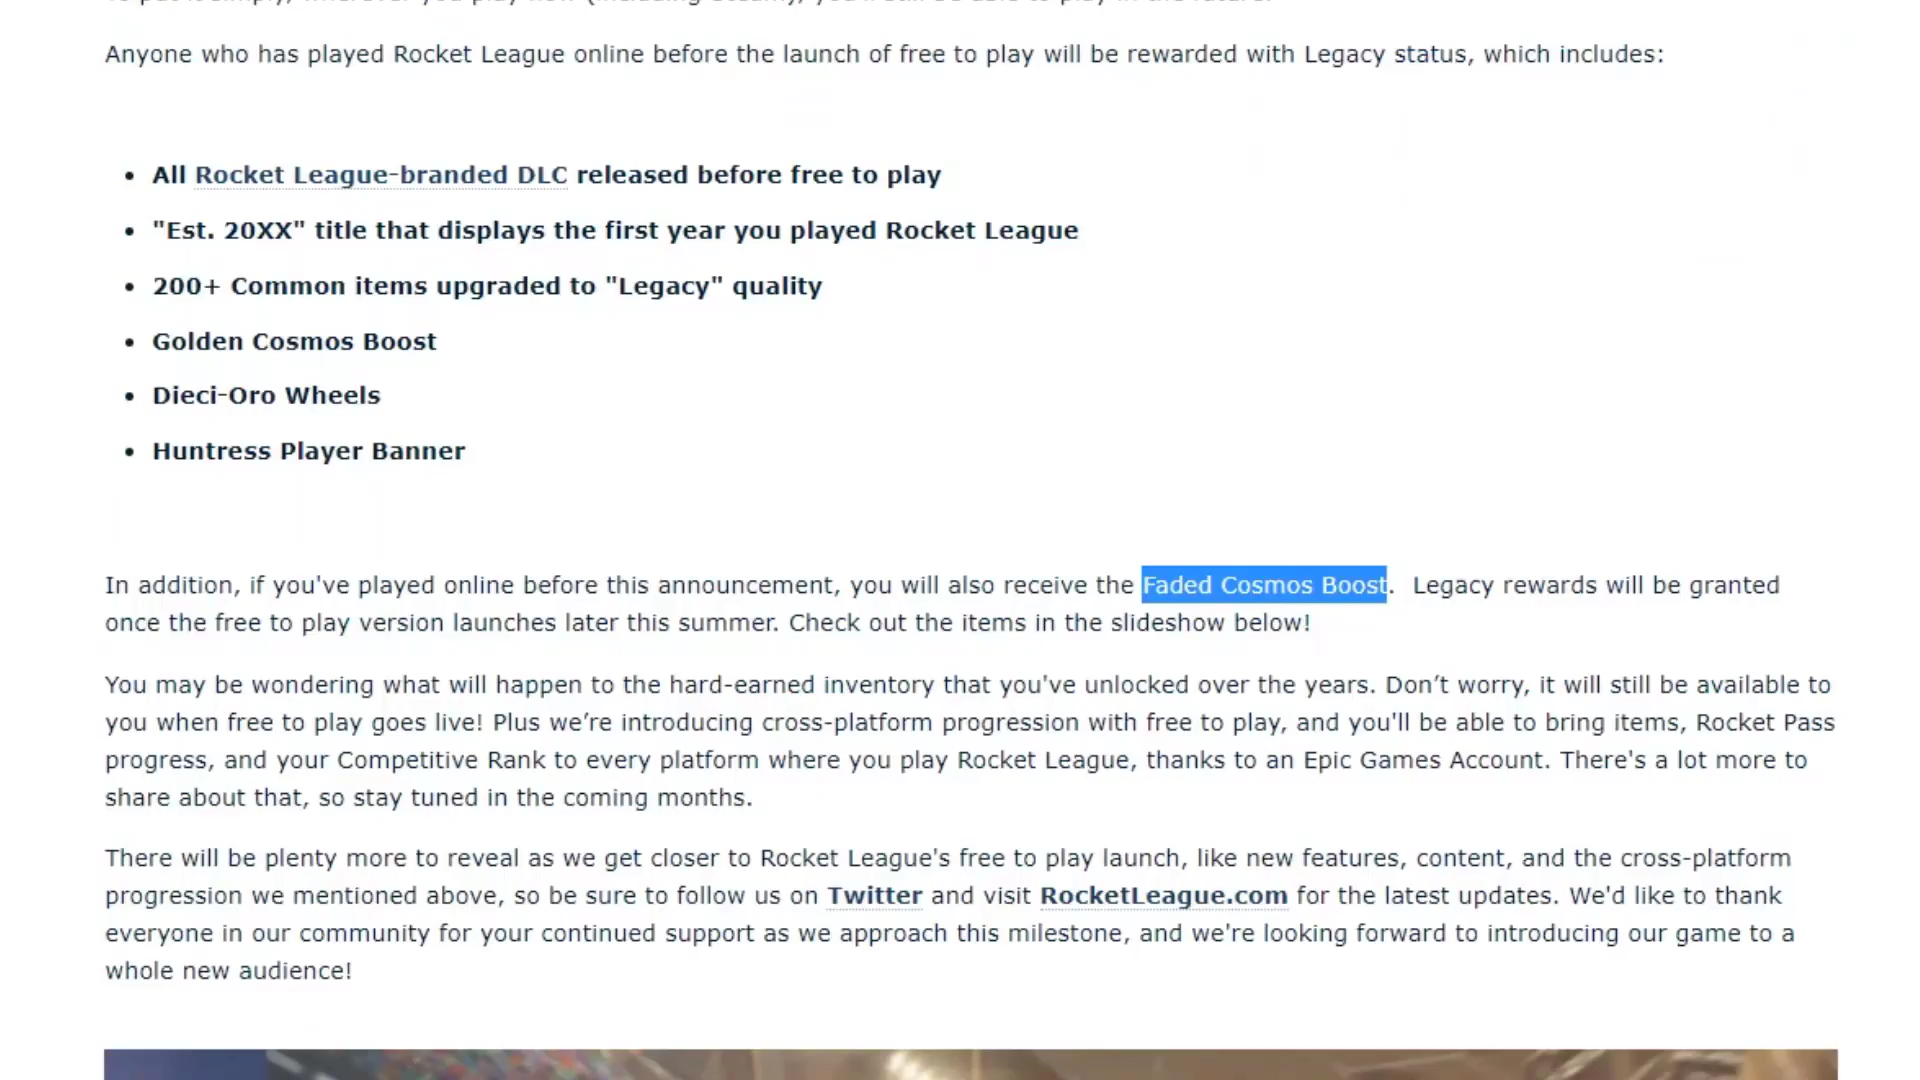 Anyone who has played Rocket League online before the launch of free to play will be rewarded with Legacy status, which includes:
• All Rocket League-branded DLC released before free to play
• "Est. 20XX" title that displays the first year you played Rocket League
• 200+ Common items upgraded to "Legacy" quality
• Golden Cosmos Boost
• Dieci-Oro Wheels
• Huntress Player Banner
In addition, if you've played online before this announcement, you will also receive the Faded Cosmos Boost.  Legacy rewards will be granted
once the free to play version launches later this summer. Check out the items in the slideshow below!
You may be wondering what will happen to the hard-earned inventory that you've unlocked over the years. Don’t worry, it will still be available to
you when free to play goes live! Plus we’re introducing cross-platform progression with free to play, and you'll be able to bring items, Rocket Pass
progress, and your Competitive Rank to every platform where you play Rocket League, thanks to an Epic Games Account. There's a lot more to
share about that, so stay tuned in the coming months.
There will be plenty more to reveal as we get closer to Rocket League's free to play launch, like new features, content, and the cross-platform
progression we mentioned above, so be sure to follow us on Twitter and visit RocketLeague.com for the latest updates. We'd like to thank
everyone in our community for your continued support as we approach this milestone, and we're looking forward to introducing our game to a
whole new audience!